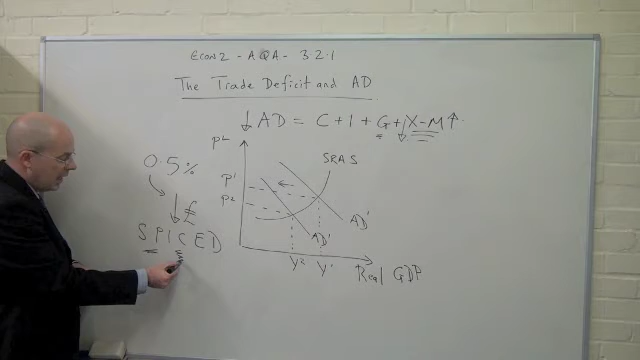 Econ2 - AQA - 3.2.1
The Trade Deficit and AD
↓ AD = C + I + G + ↓ X - M ↑.
PL
SRAS
0.5%
P'
P2
↓ £
AD'
SPICED
AD'
Y2 Y' Real GDP